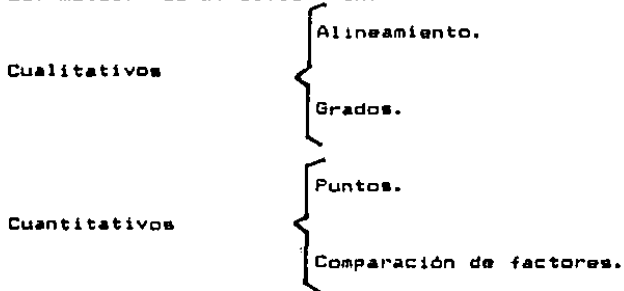 Alineamiento.
Cualitativos
Grados.
Puntos.
Cuantitativos
Comparación de factores.